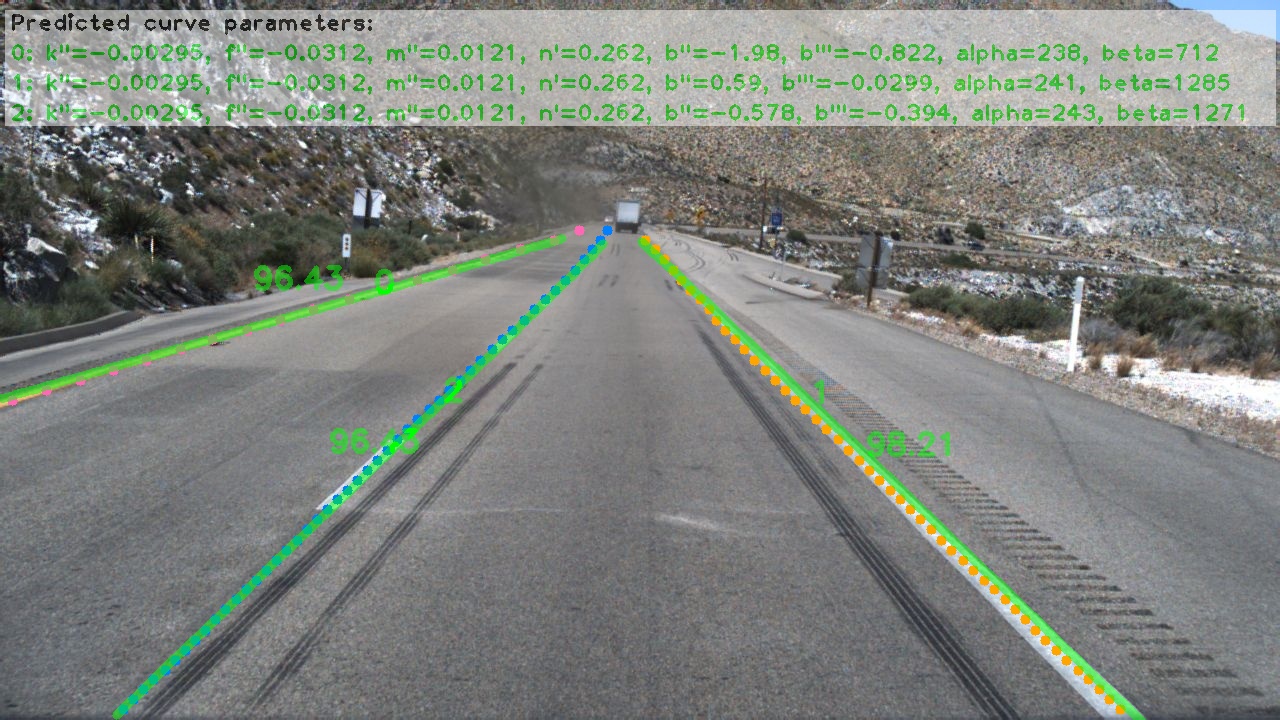 Predicted curve parameters:
0: k''=-0.00295, f''=-0.0312, m''=0.0121, n'=0.262, b''=-1.98, b'''=-0.822, alpha=238, beta=712
1: k''=-0.00295, f''=-0.0312, m''=0.0121, n'=0.262, b''=0.59, b'''=-0.0299, alpha=241, beta=1285
2: k''=-0.00295, f''=-0.0312, m''=0.0121, n'=0.262, b''=-0.578, b'''=-0.394, alpha=243, beta=1271
96.43 0
2 1
96.43 98.21